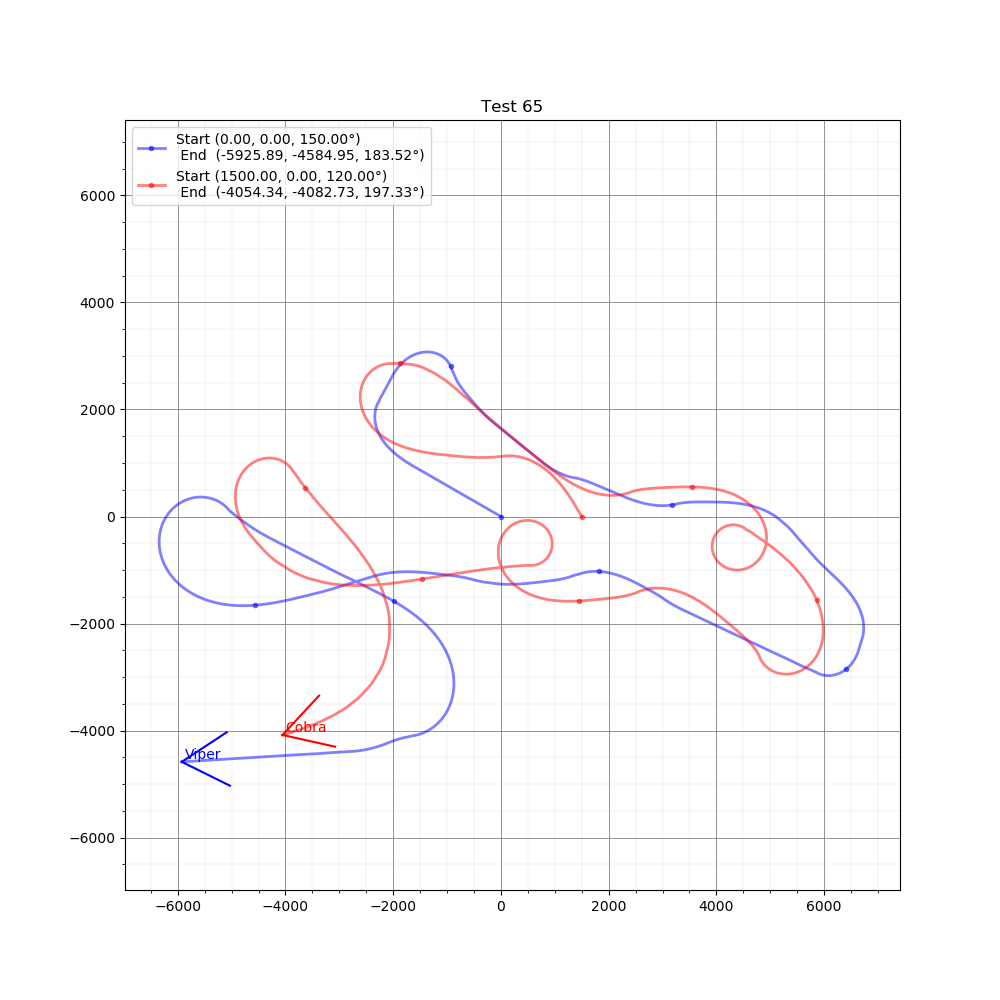 Test 65
Start (0.00, 0.00, 150.00°)
End (-5925.89, -4584.95, 183.52°)
Start (1500.00, 0.00, 120.00°)
End (-4054.34, -4082.73, 197.33°)
6000
4000
2000
0
−2000
−4000
−6000
Cobra
Viper
−6000 −4000 −2000 0 2000 4000 6000